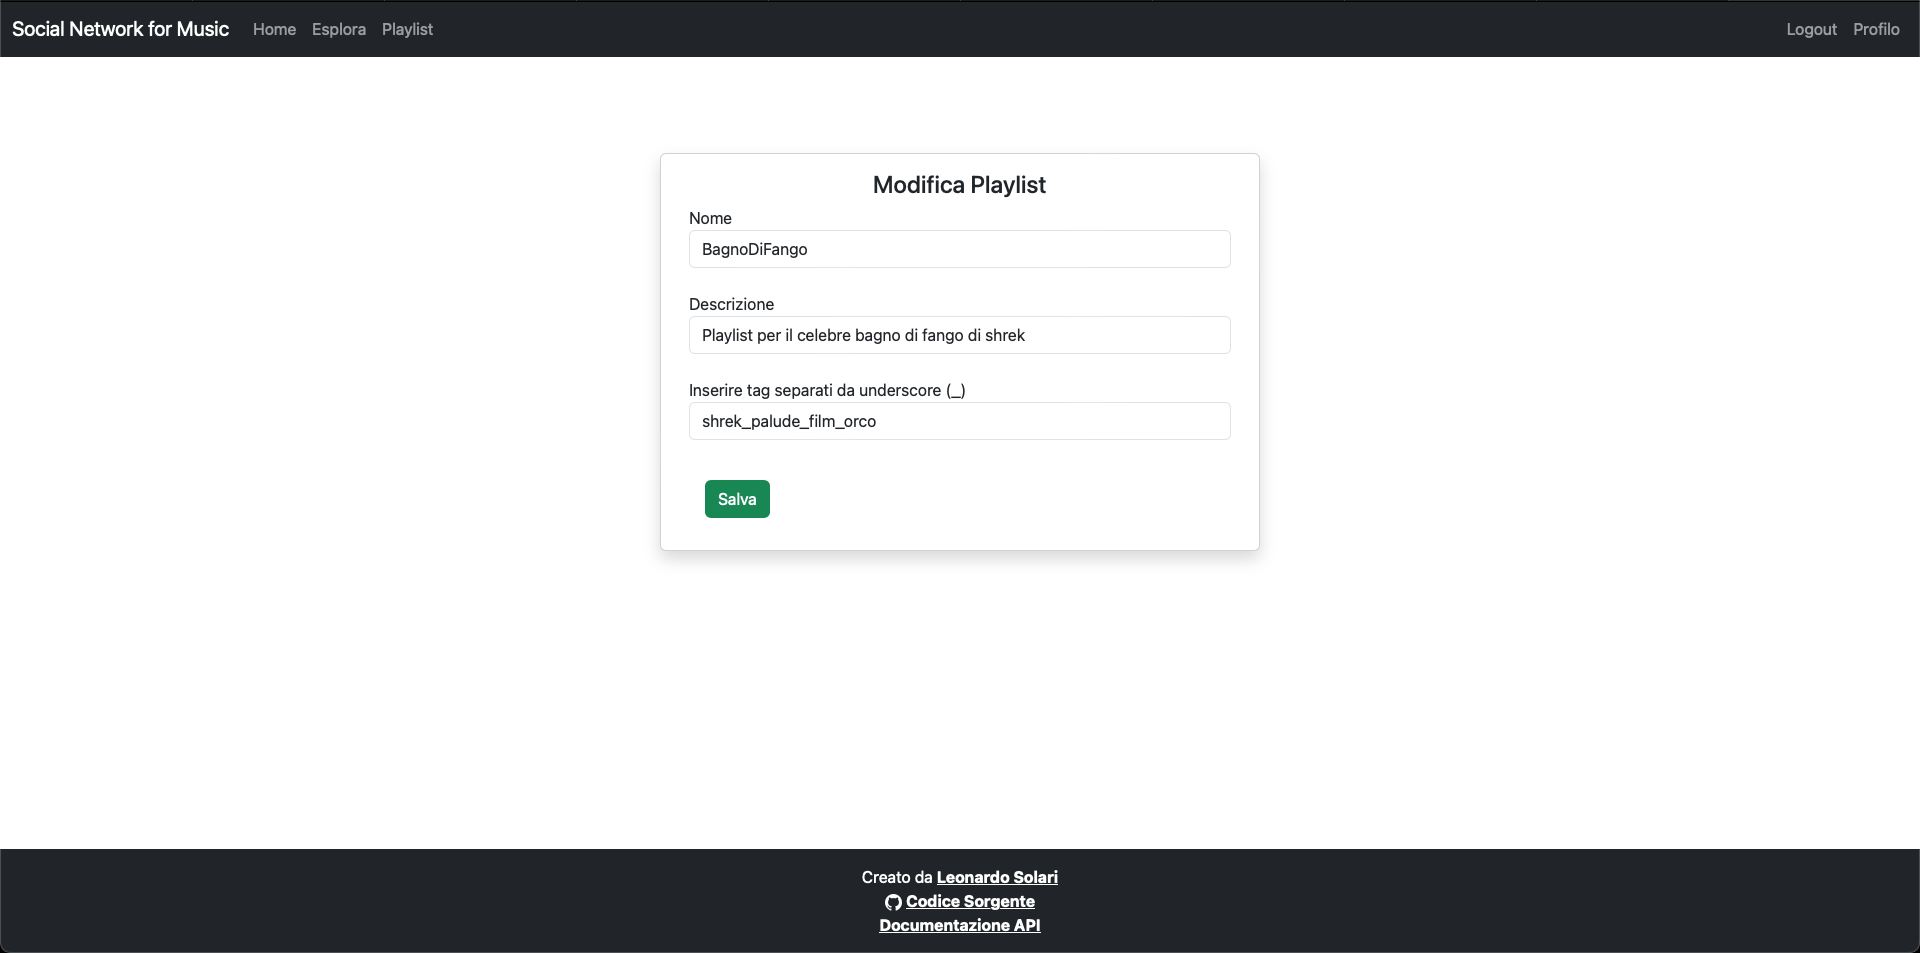 Social Network for Music Home Esplora Playlist Logout Profilo
Modifica Playlist
Nome
BagnoDiFango
Descrizione
Playlist per il celebre bagno di fango di shrek
Inserire tag separati da underscore (_)
shrek_palude_film_orco
Salva
Creato da Leonardo Solari
Codice Sorgente
Documentazione API